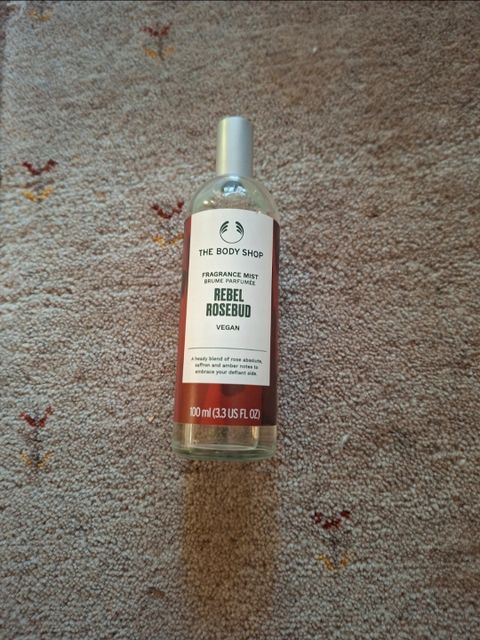 THE BODY SHOP
FRAGRANCE MIST
BRUME PARFUMÉE
REBEL
ROSEBUD
VEGAN
A heady blend of rose absolute,
saffron and amber notes to
embrace your defiant side.
100 ml (3.3 US FL OZ)